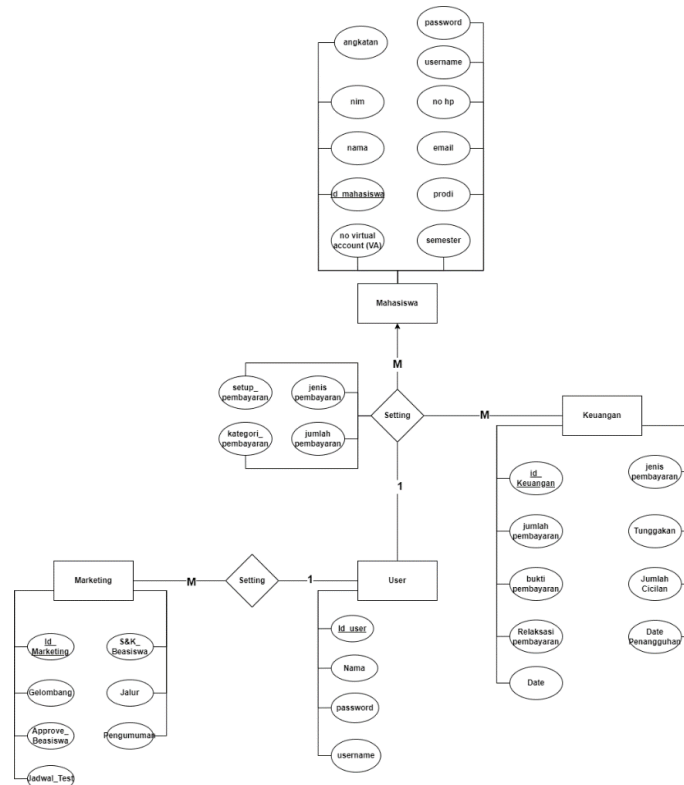 password
angkatan
username
nim
no hp
nama
email
id_mahasiswa
prodi
no virtual
account (VA)
semester
Mahasiswa
M
setup_
pembayaran
jenis
pembayaran
Setting
M
Keuangan
kategori_
pembayaran
jumlah
pembayaran
1
id_
Keuangan
jenis
pembayaran
jumlah
pembayaran
Tunggakan
Marketing
M
Setting
1
User
bukti
pembayaran
Jumlah
Cicilan
Id_
Marketing
S&K_
Beasiswa
Id_user
Relaksasi
pembayaran
Date
Penangguhan
Gelombang
Jalur
Nama
Date
Approve_
Beasiswa
Pengumuman
password
Jadwal_Test
username